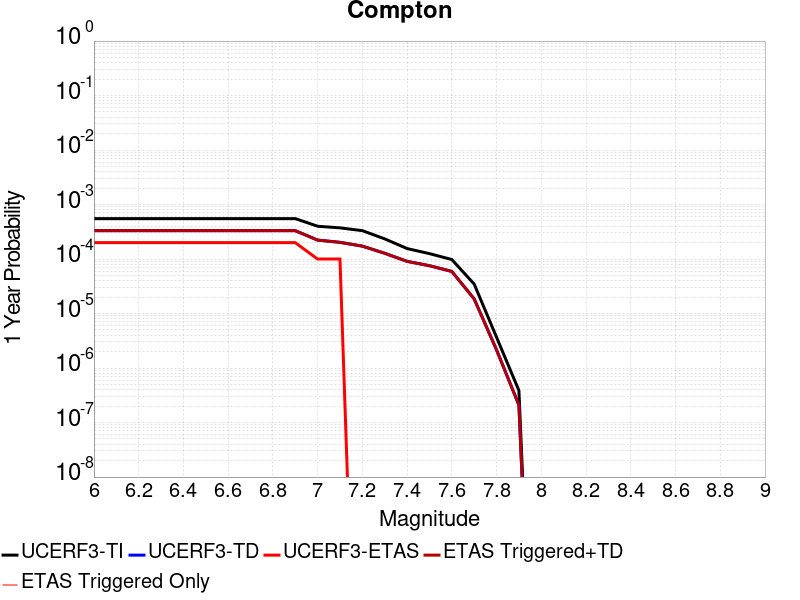 Compton
10^0
10^-1
10^-2
10^-3
10^-4
10^-5
10^-6
10^-7
10^-8
1 Year Probability
6 6.2 6.4 6.6 6.8 7 7.2 7.4 7.6 7.8 8 8.2 8.4 8.6 8.8 9
Magnitude
UCERF3-TI UCERF3-TD UCERF3-ETAS ETAS Triggered+TD
ETAS Triggered Only